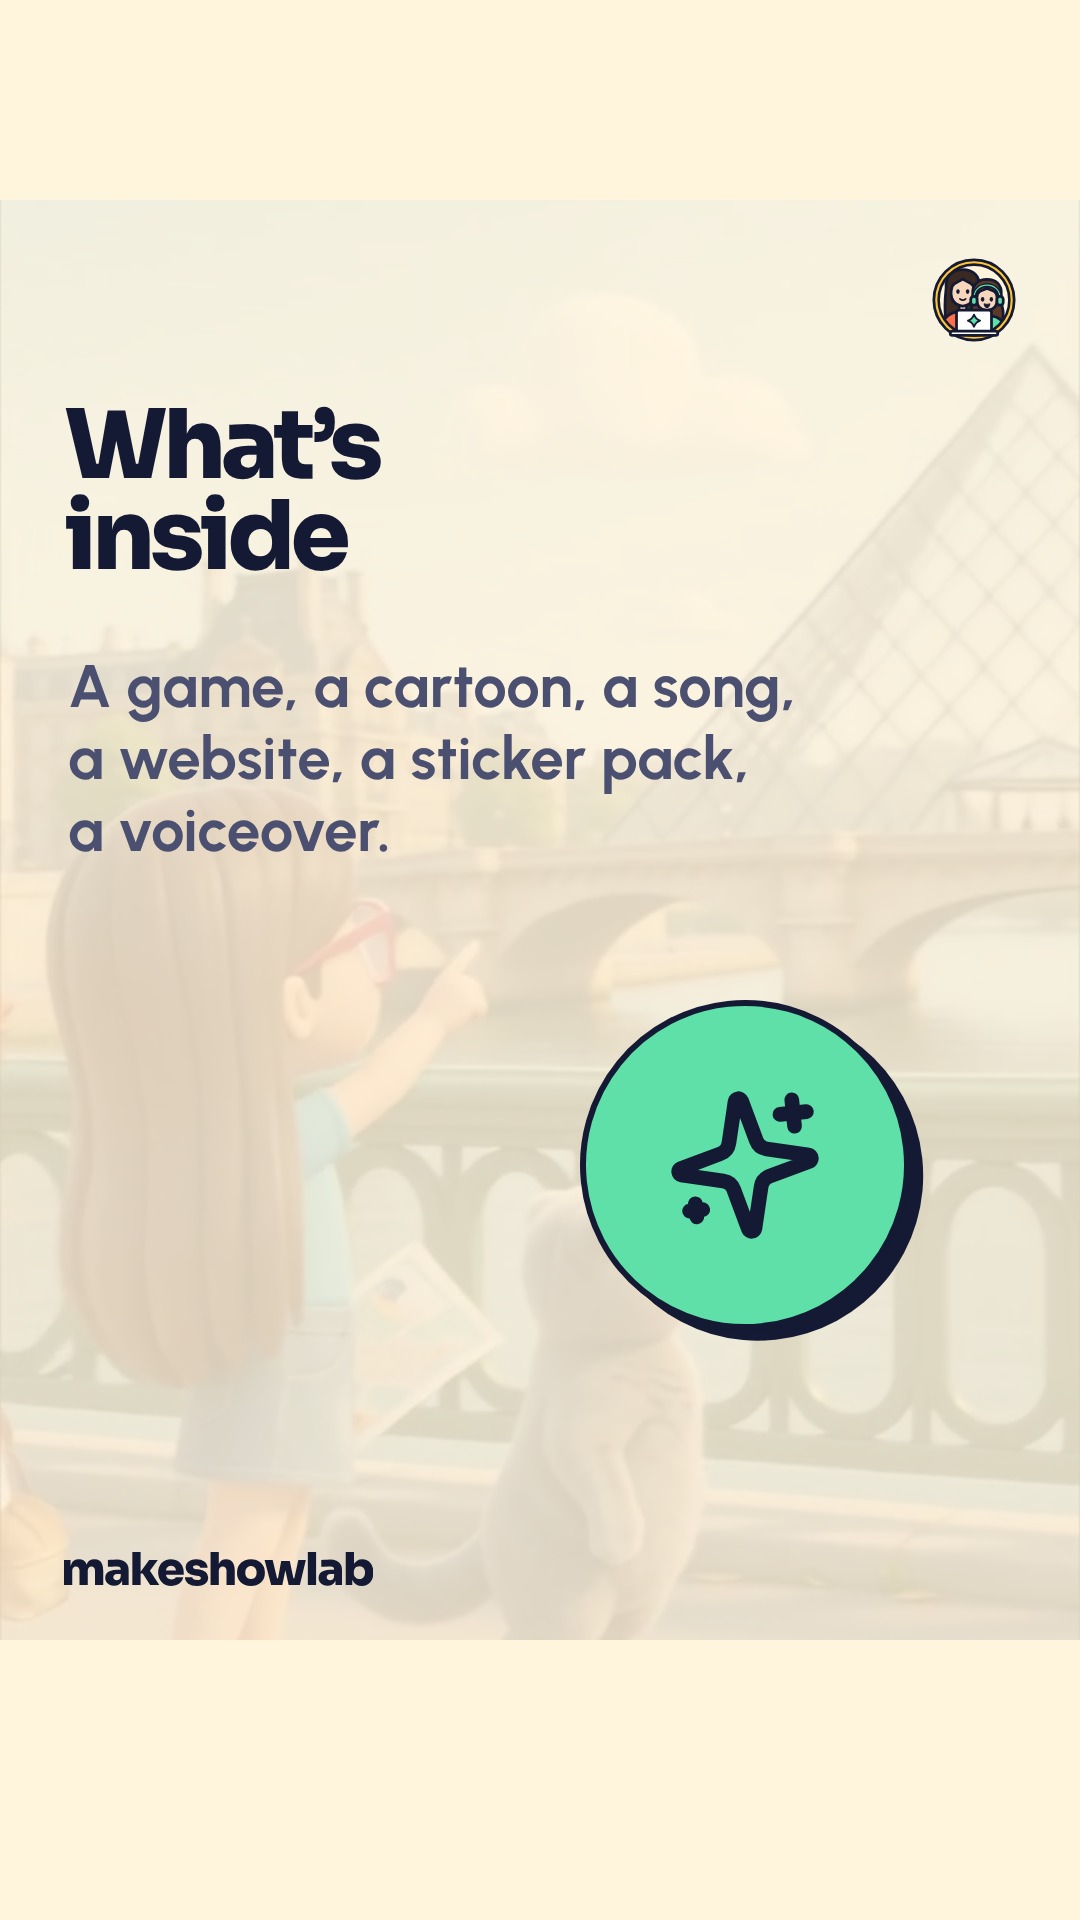 What’s
inside
A game, a cartoon, a song,
a website, a sticker pack,
a voiceover.
makeshowlab